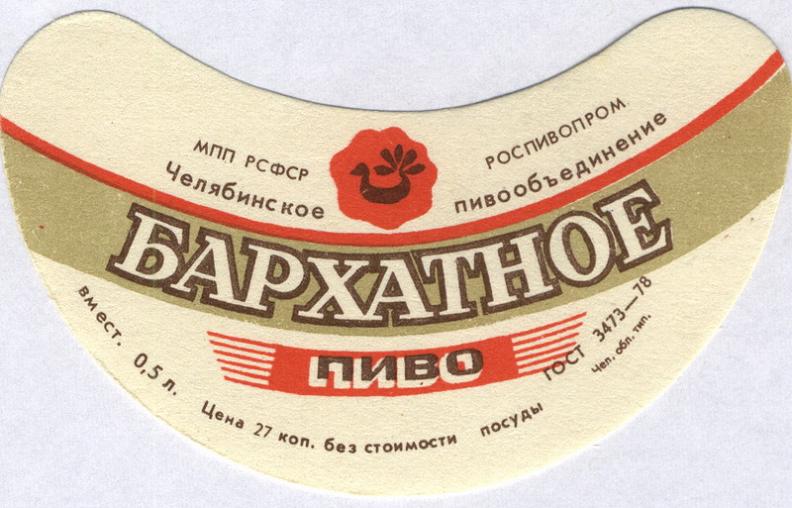 МПП РСФСР
РОСПИВОПРОМ
Челябинское пивообъединение
БАРХАТНОЕ
ПИВО
вмест. 0,5 л.
Цена 27 коп. без стоимости посуды
ГОСТ 3473—78
Чел. обл. тип.